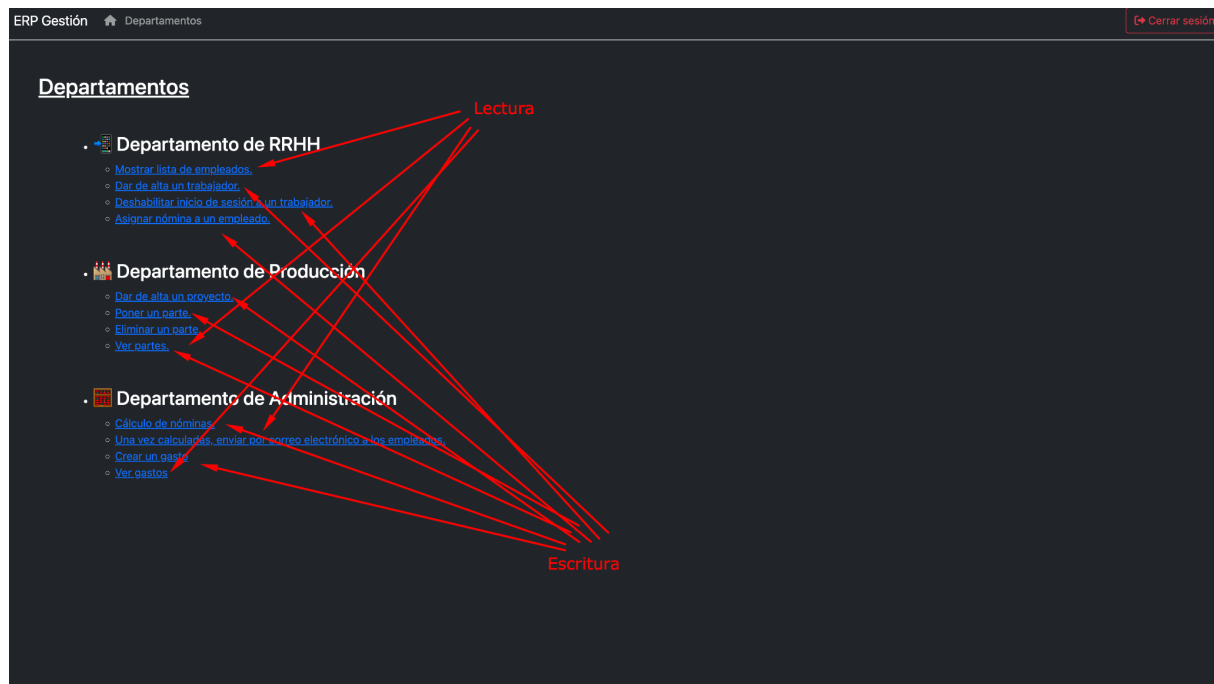 ERP Gestión Departamentos Cerrar sesión
Departamentos
Lectura
Departamento de RRHH
Mostrar lista de empleados.
Dar de alta un trabajador.
Deshabilitar inicio de sesión a un trabajador.
Asignar nómina a un empleado.
Departamento de Producción
Dar de alta un proyecto.
Poner un parte.
Eliminar un parte.
Ver partes.
Departamento de Administración
Cálculo de nóminas.
Una vez calculadas, enviar por correo electrónico a los empleados.
Crear un gasto
Ver gastos
Escritura